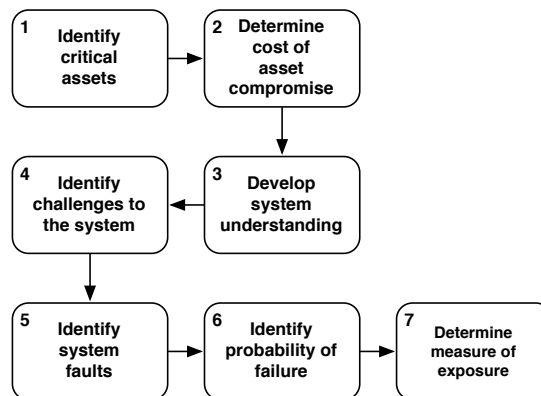 1
Identify
critical
assets
2
Determine
cost of
asset
compromise
3
Develop
system
understanding
4
Identify
challenges to
the system
5
Identify
system
faults
6
Identify
probability of
failure
7
Determine
measure of
exposure